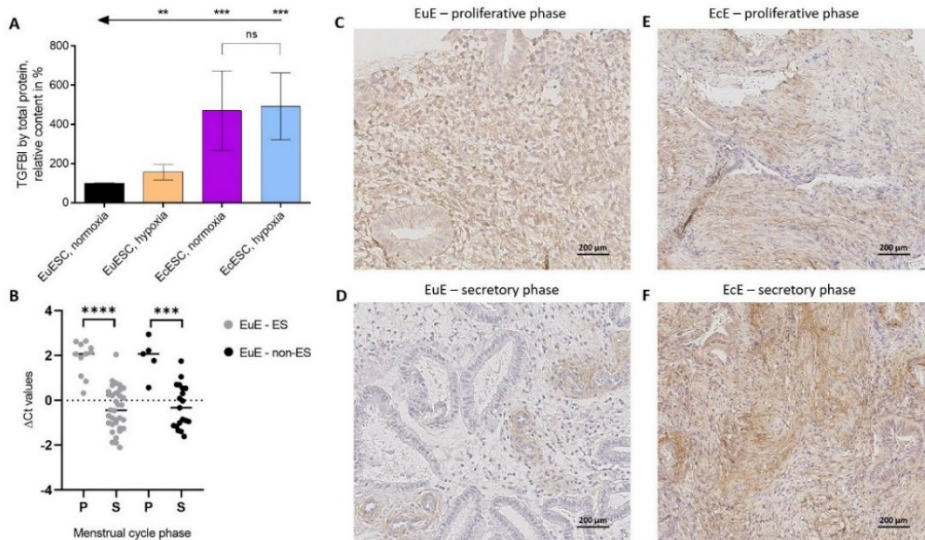 A
** *** ***
ns
TGFBI by total protein,
relative content in %
800
600
400
200
0
EuESC, normoxia
EuESC, hypoxia
EcESC, normoxia
EcESC, hypoxia
B
**** ***
EuE - ES
EuE - non-ES
ΔCt values
4
2
0
-2
-4
P S P S
Menstrual cycle phase
C
EuE – proliferative phase
200 µm
D
EuE – secretory phase
200 µm
E
EcE – proliferative phase
200 µm
F
EcE – secretory phase
200 µm